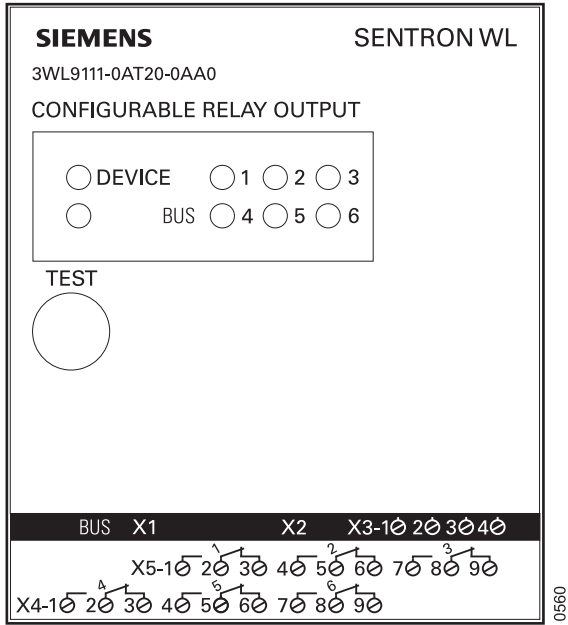 SIEMENS SENTRON WL
3WL9111-0AT20-0AA0
CONFIGURABLE RELAY OUTPUT
DEVICE 1 2 3
BUS 4 5 6
TEST
BUS X1 X2 X3-1 2 3 4
1 2 3
X5-1 2 3 4 5 6 7 8 9
4 5 6
X4-1 2 3 4 5 6 7 8 9
0560